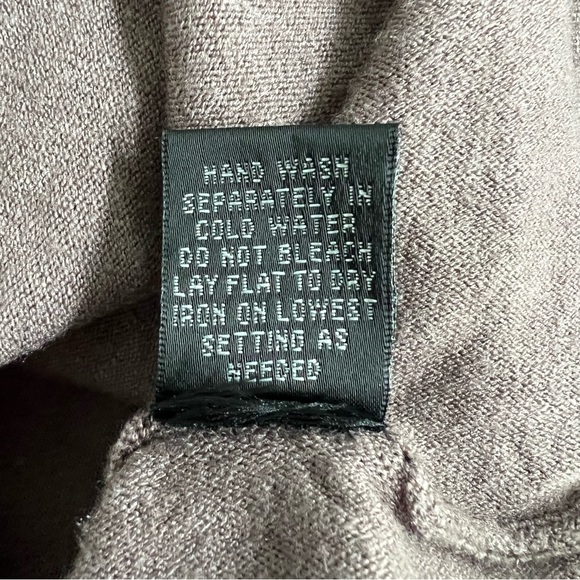 HAND WASH
SEPARATELY IN
COLD WATER
DO NOT BLEACH
LAY FLAT TO DRY
IRON ON LOWEST
SETTING AS
NEEDED